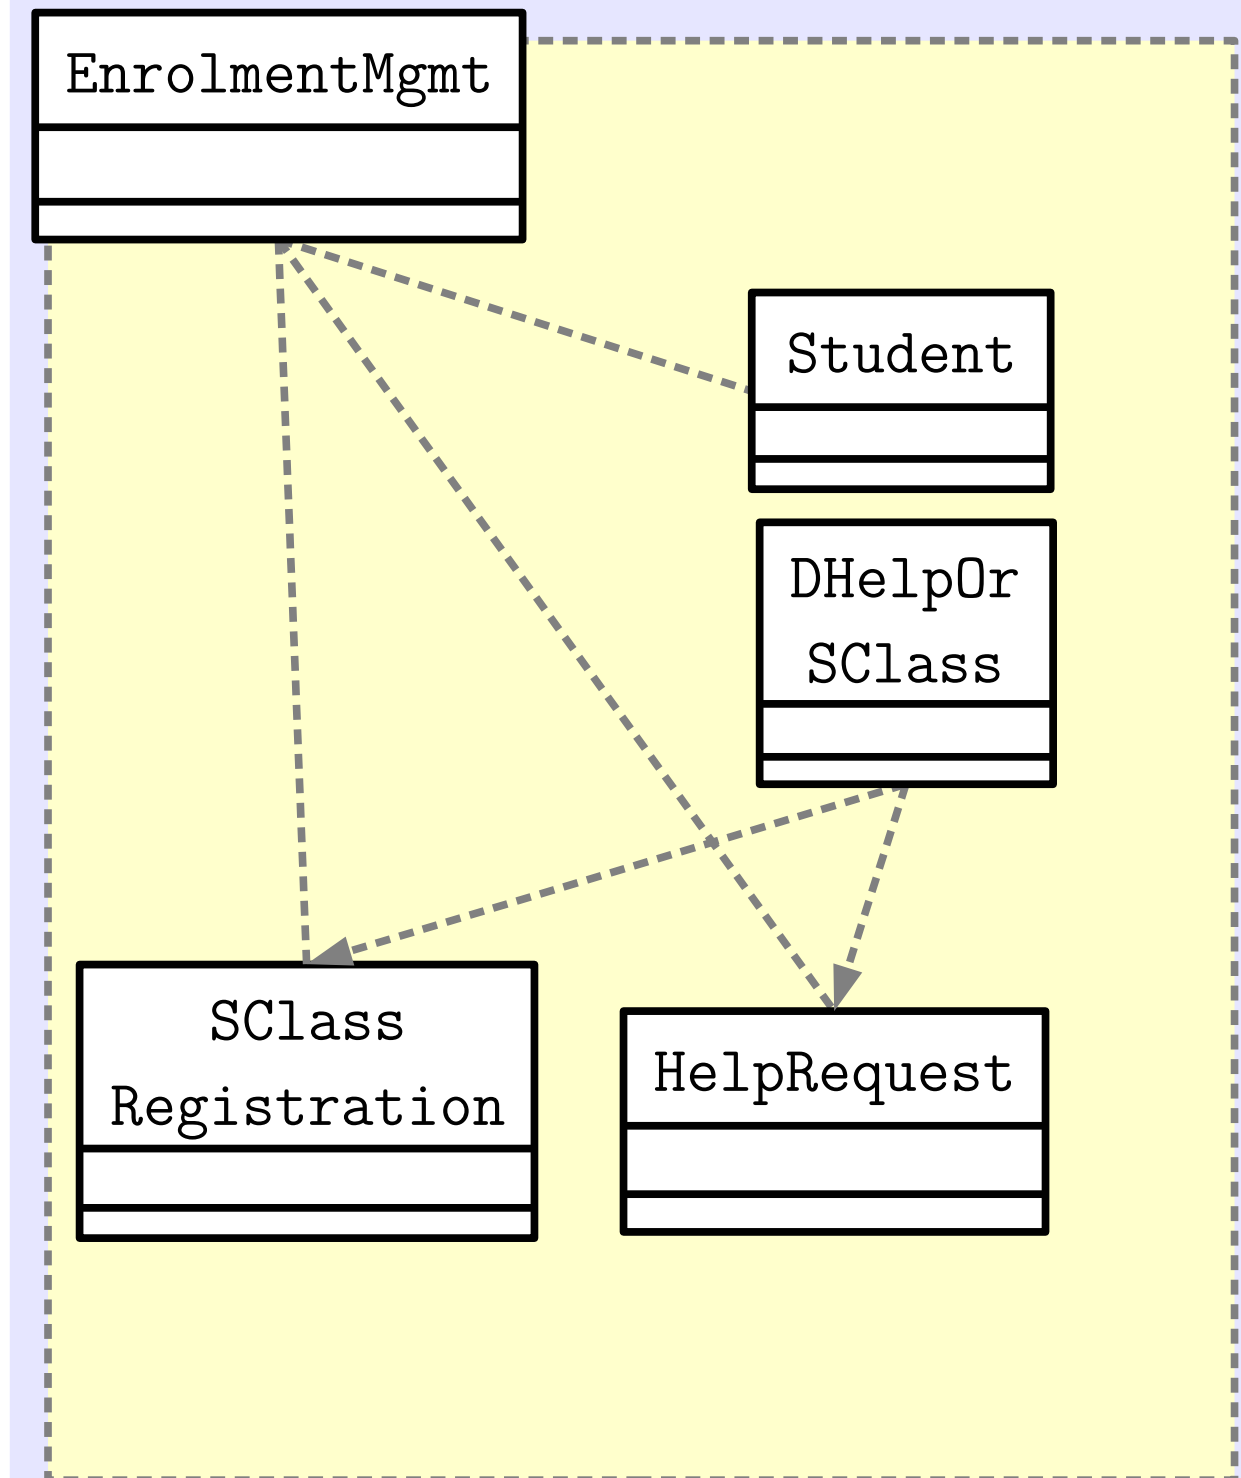 EnrolmentMgmt
Student
DHelpOr
SClass
SClass
Registration
HelpRequest